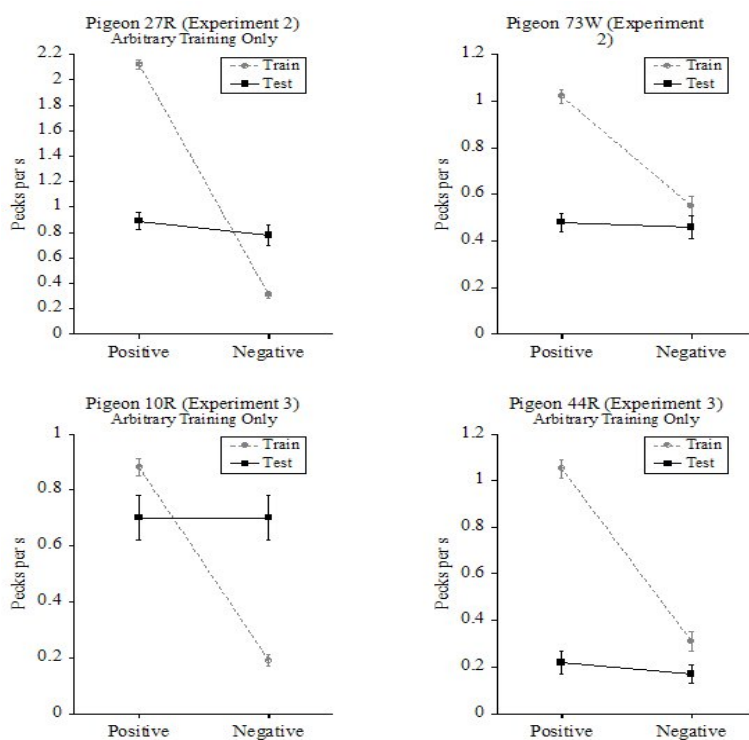 Pigeon 27R (Experiment 2)
Arbitrary Training Only
Pecks per s
2.2
2
1.8
1.6
1.4
1.2
1
0.8
0.6
0.4
0.2
0
Train
Test
Positive Negative
Pigeon 73W (Experiment
2)
Pecks per s
1.2
1
0.8
0.6
0.4
0.2
0
Train
Test
Positive Negative
Pigeon 10R (Experiment 3)
Arbitrary Training Only
Pecks per s
1
0.8
0.6
0.4
0.2
0
Train
Test
Positive Negative
Pigeon 44R (Experiment 3)
Arbitrary Training Only
Pecks per s
1.2
1
0.8
0.6
0.4
0.2
0
Train
Test
Positive Negative